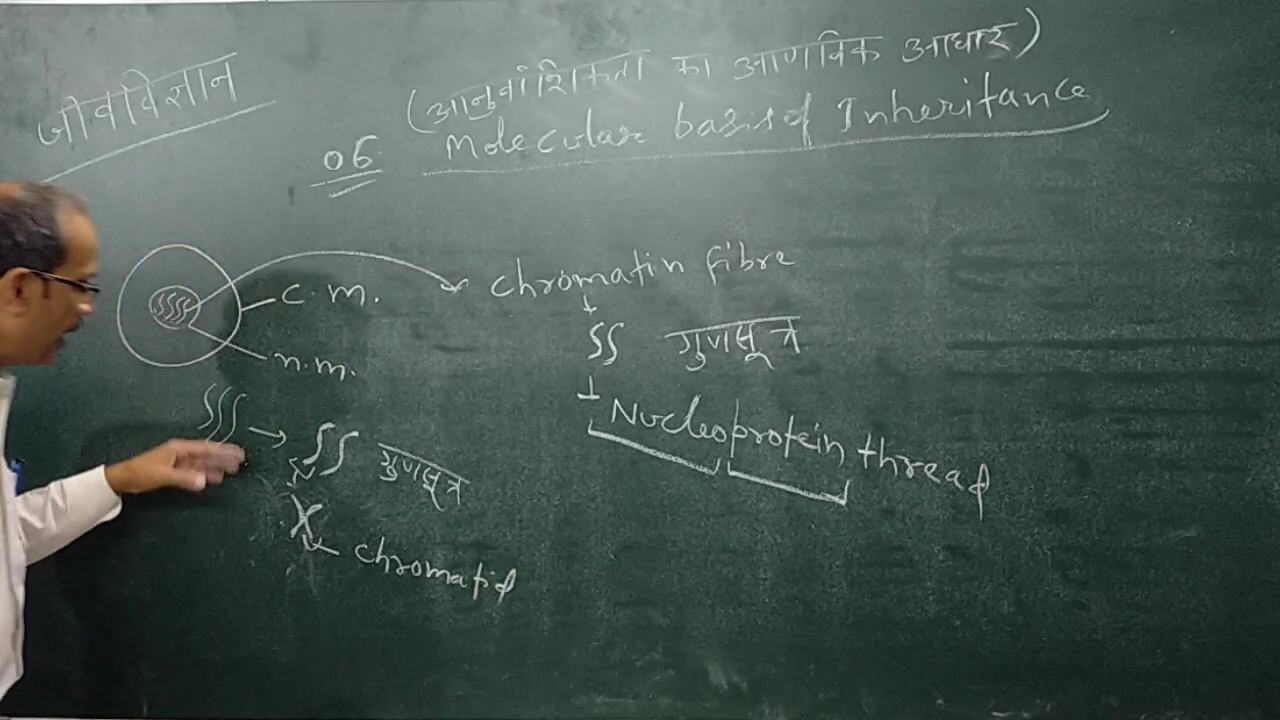 जीवविज्ञान
(आनुवांशिकता का आणविक आधार)
06. Molecular basis of Inheritance
c.m.
n.m.
chromatin fibre
गुणसूत्र
Nucleoprotein thread
गुणसूत्र
chromatid